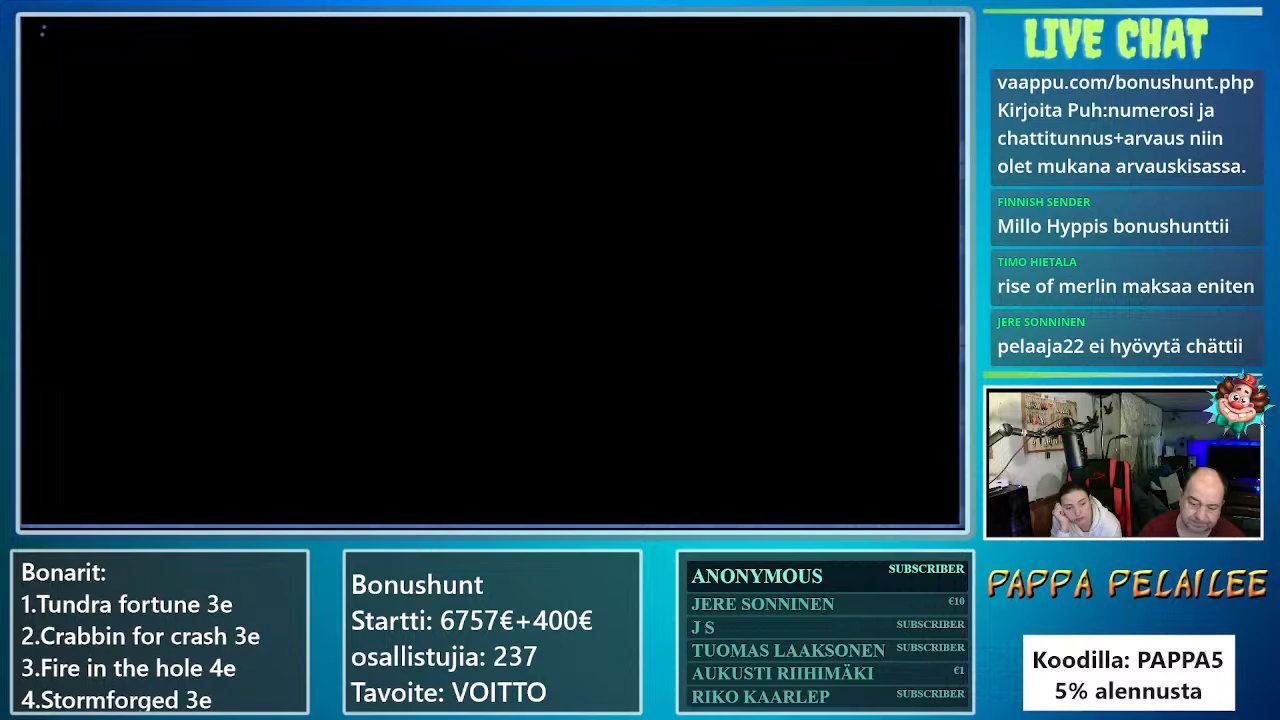 LIVE CHAT
vaappu.com/bonushunt.php
Kirjoita Puh:numerosi ja
chattitunnus+arvaus niin
olet mukana arvauskisassa.
FINNISH SENDER
Millo Hyppis bonushunttii
TIMO HIETALA
rise of merlin maksaa eniten
JERE SONNINEN
pelaaja22 ei hyövytä chättii
Bonarit:
1.Tundra fortune 3e
2.Crabbin for crash 3e
3.Fire in the hole 4e
4.Stormforged 3e
Bonushunt
Startti: 6757€+400€
osallistujia: 237
Tavoite: VOITTO
ANONYMOUS SUBSCRIBER
JERE SONNINEN €10
J S SUBSCRIBER
TUOMAS LAAKSONEN SUBSCRIBER
AUKUSTI RIIHIMÄKI €1
RIKO KAARLEP SUBSCRIBER
PAPPA PELAILEE
Koodilla: PAPPA5
5% alennusta